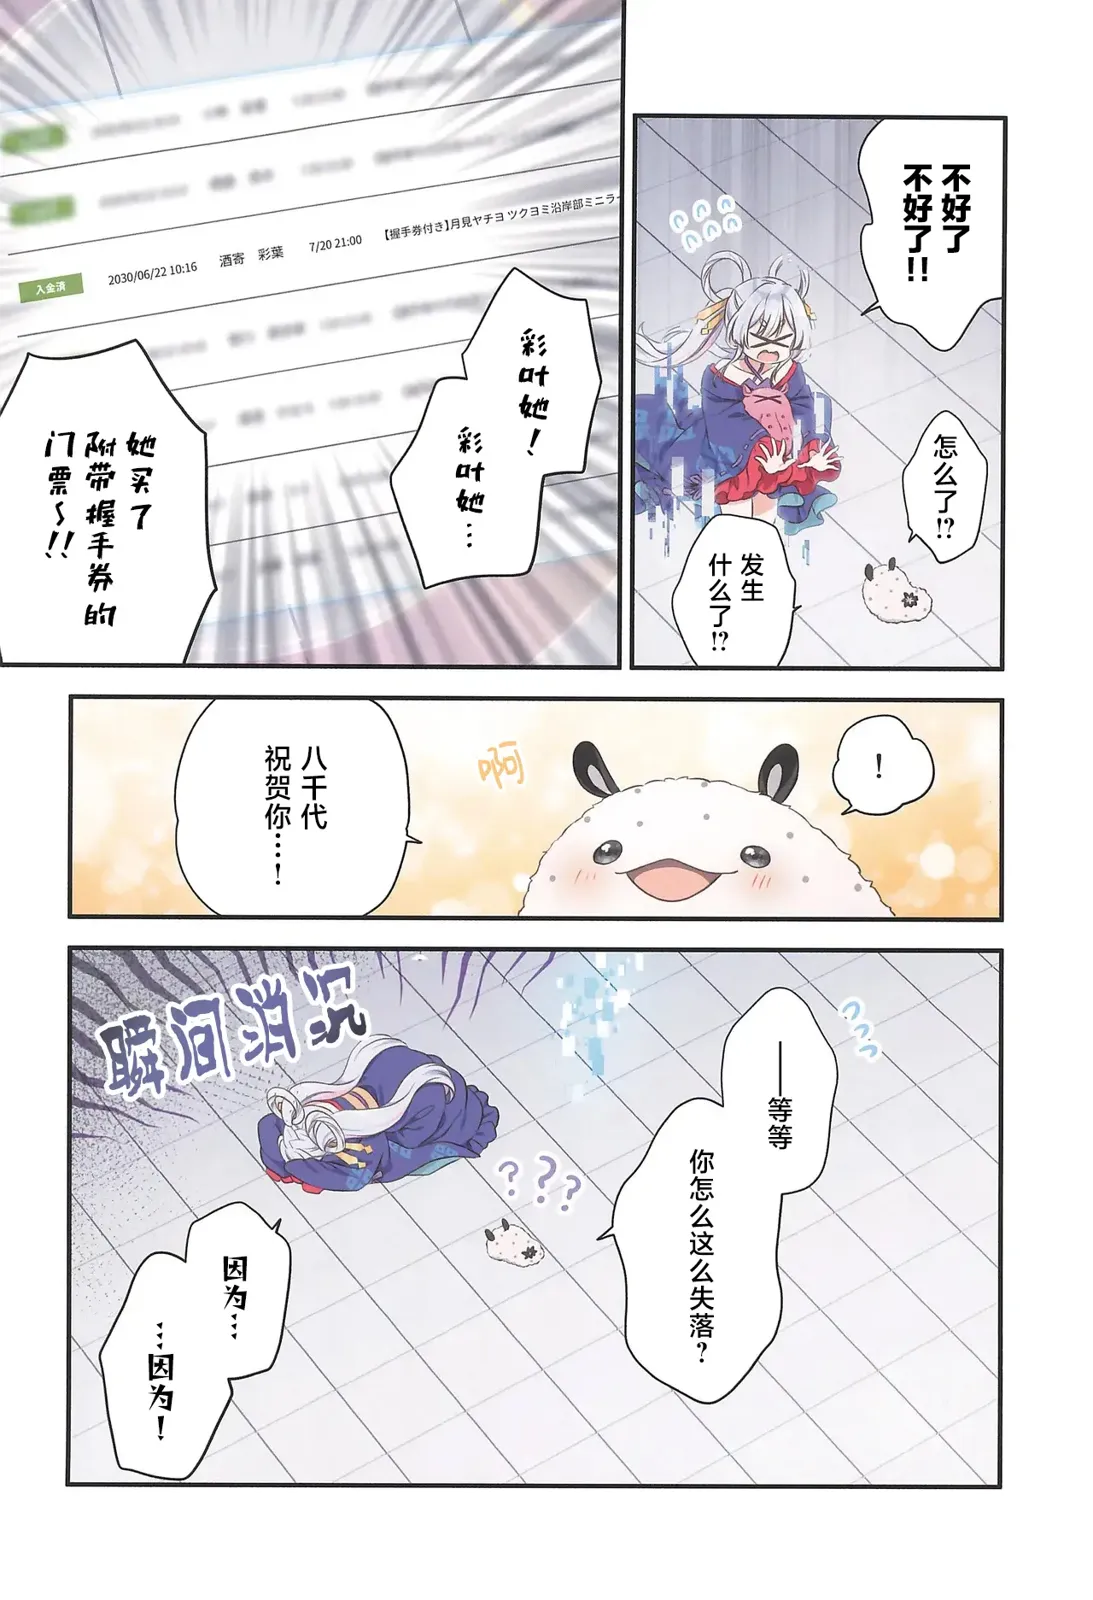 不好了
不好了!!
怎么了!?
发生
什么了!?
入金済
2030/06/22 10:16
酒寄 彩葉
7/20 21:00
【握手券付き】月見ヤチヨ ツクヨミ沿岸部ミニラ
彩叶她!
彩叶她…
她买了
附带握手券的
门票～!!
!
啊
八千代
祝贺你…!
——等等
你怎么这么失落?
瞬间消沉
???
因为…
…因为!